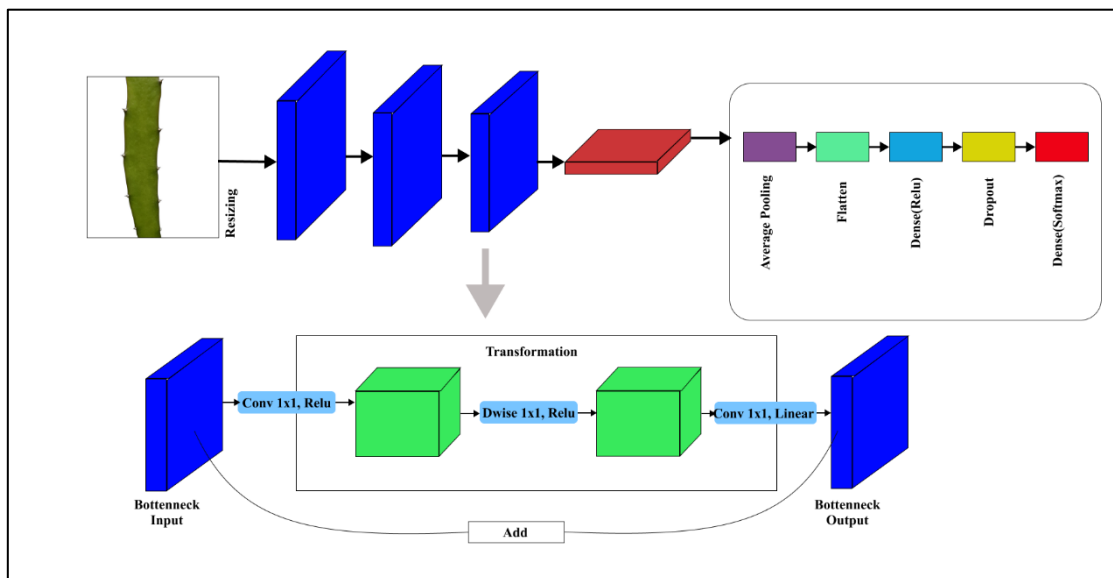 Resizing
Average Pooling
Flatten
Dense(Relu)
Dropout
Dense(Softmax)
Transformation
Conv 1x1, Relu
Dwise 1x1, Relu
Conv 1x1, Linear
Bottenneck
Input
Bottenneck
Output
Add